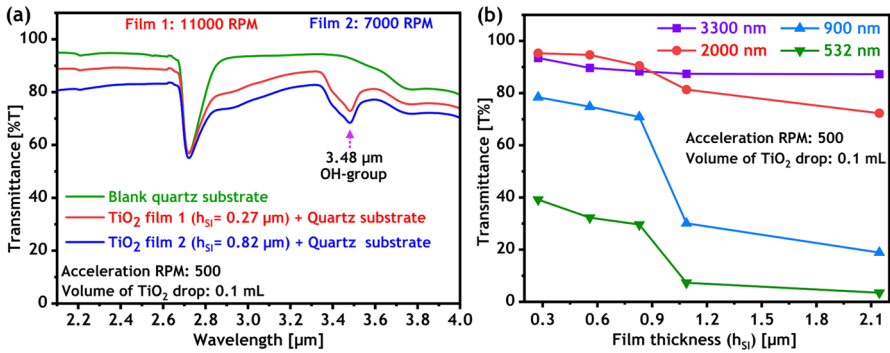 (a)
Film 1: 11000 RPM
Film 2: 7000 RPM
Transmittance [%T]
100
80
60
40
20
0
3.48 µm
OH-group
Blank quartz substrate
TiO₂ film 1 (hSI= 0.27 µm) + Quartz substrate
TiO₂ film 2 (hSI= 0.82 µm) + Quartz substrate
Acceleration RPM: 500
Volume of TiO₂ drop: 0.1 mL
2.2 2.4 2.6 2.8 3.0 3.2 3.4 3.6 3.8 4.0
Wavelength [µm]
(b)
3300 nm
900 nm
2000 nm
532 nm
Transmittance [T%]
120
100
80
60
40
20
0
Acceleration RPM: 500
Volume of TiO₂ drop: 0.1 mL
0.3 0.6 0.9 1.2 1.5 1.8 2.1
Film thickness (hSI) [µm]